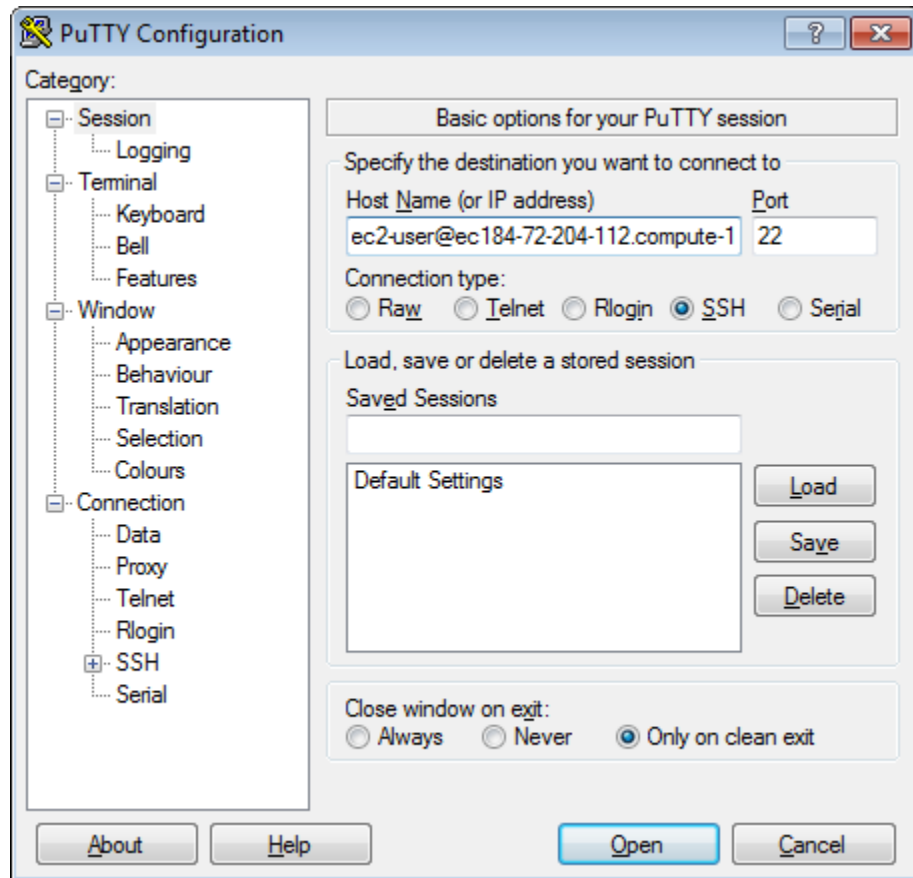 PuTTY Configuration
Category:
Session
Logging
Terminal
Keyboard
Bell
Features
Window
Appearance
Behaviour
Translation
Selection
Colours
Connection
Data
Proxy
Telnet
Rlogin
SSH
Serial
Basic options for your PuTTY session
Specify the destination you want to connect to
Host Name (or IP address) Port
ec2-user@ec184-72-204-112.compute-1 22
Connection type:
Raw Telnet Rlogin SSH Serial
Load, save or delete a stored session
Saved Sessions
Default Settings
Load
Save
Delete
Close window on exit:
Always Never Only on clean exit
About Help Open Cancel